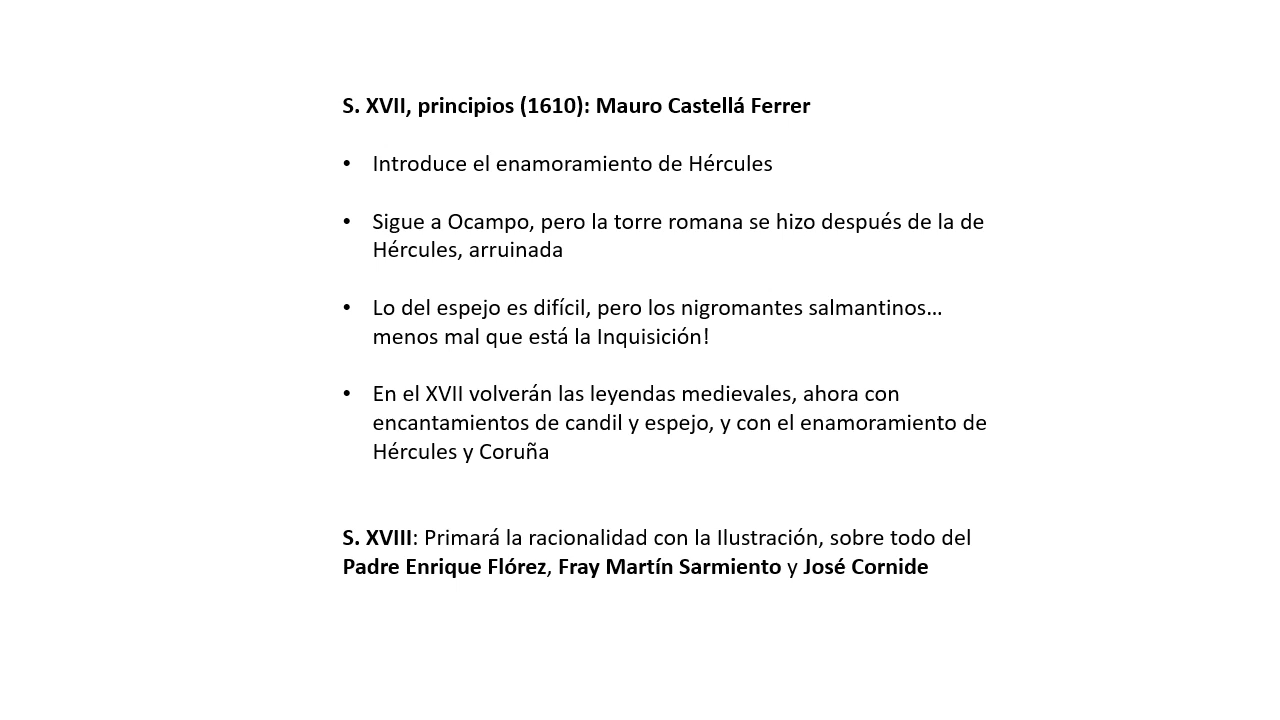 S. XVII, principios (1610): Mauro Castellá Ferrer
• Introduce el enamoramiento de Hércules
• Sigue a Ocampo, pero la torre romana se hizo después de la de
Hércules, arruinada
• Lo del espejo es difícil, pero los nigromantes salmantinos…
menos mal que está la Inquisición!
• En el XVII volverán las leyendas medievales, ahora con
encantamientos de candil y espejo, y con el enamoramiento de
Hércules y Coruña
S. XVIII: Primará la racionalidad con la Ilustración, sobre todo del
Padre Enrique Flórez, Fray Martín Sarmiento y José Cornide